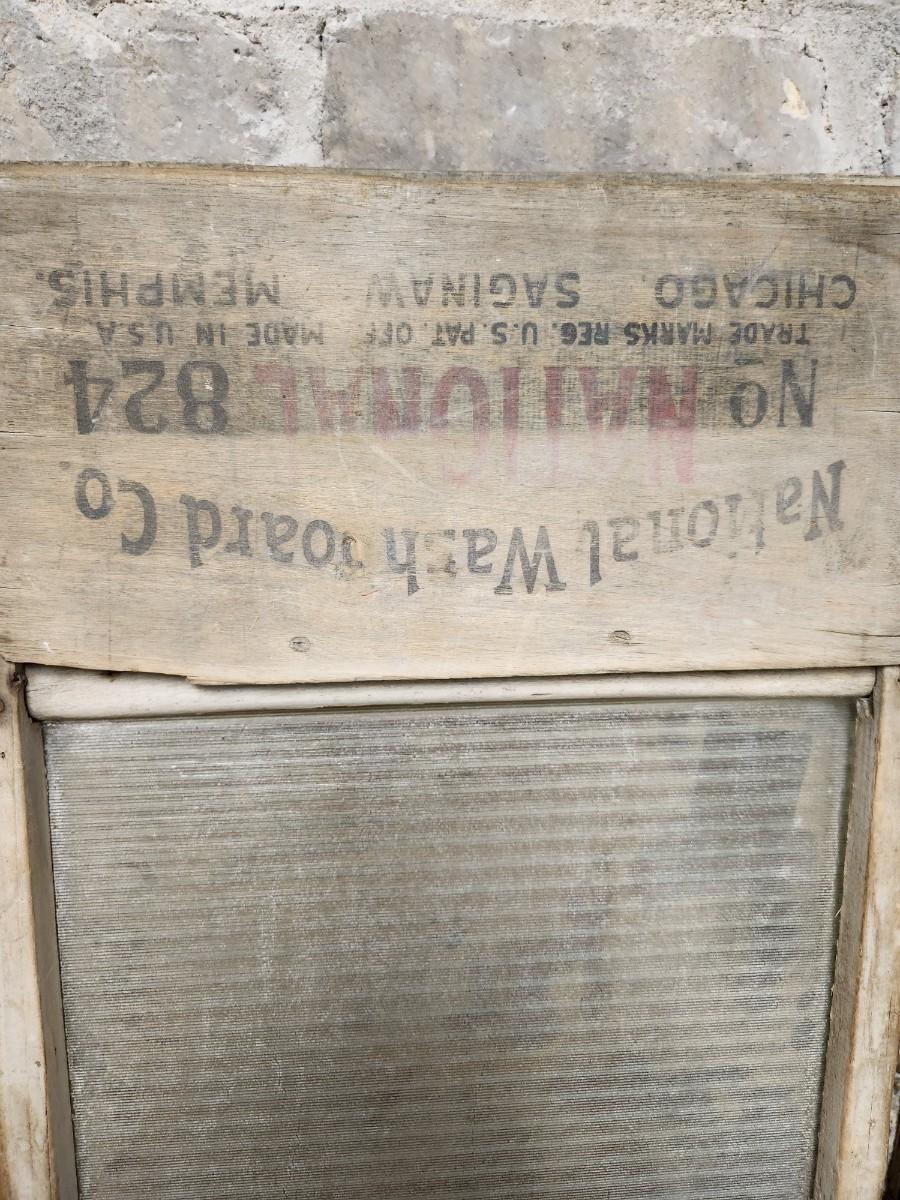 National Washboard Co
No NATIONAL 824
TRADE MARKS REG. U.S. PAT. OFF. MADE IN U.S.A.
CHICAGO. SAGINAW MEMPHIS.